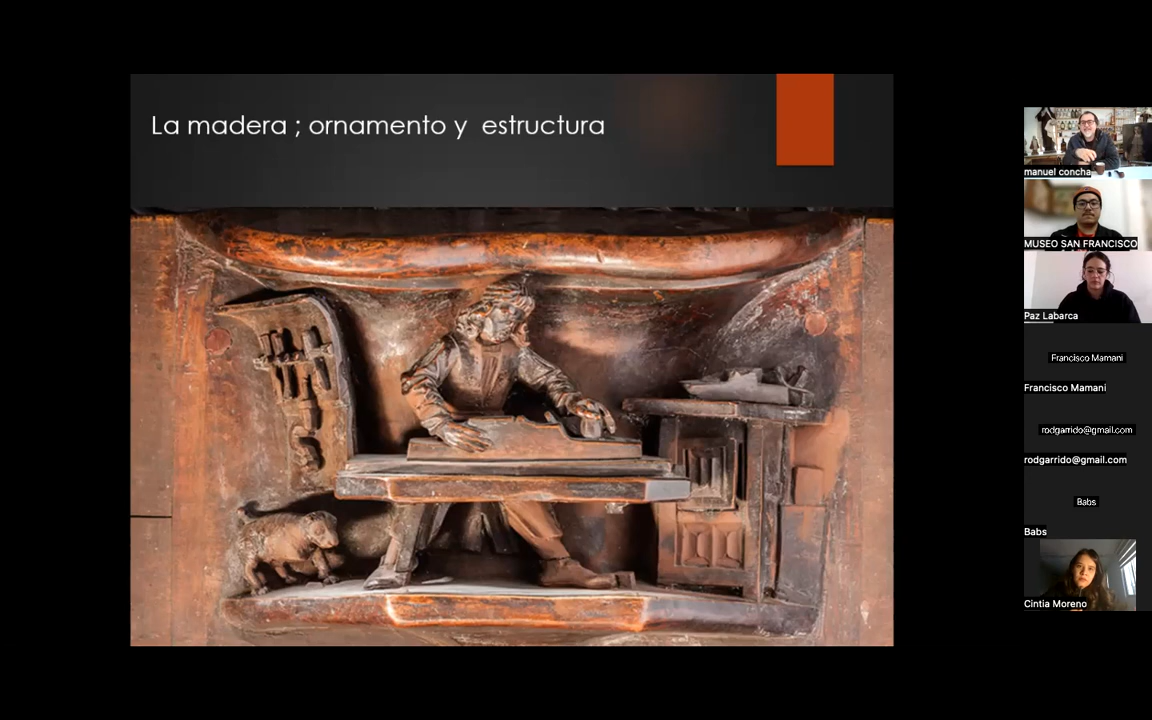 La madera ; ornamento y  estructura
manuel concha
MUSEO SAN FRANCISCO
Paz Labarca
Francisco Mamani
Francisco Mamani
rodgarrido@gmail.com
rodgarrido@gmail.com
Babs
Babs
Cintia Moreno